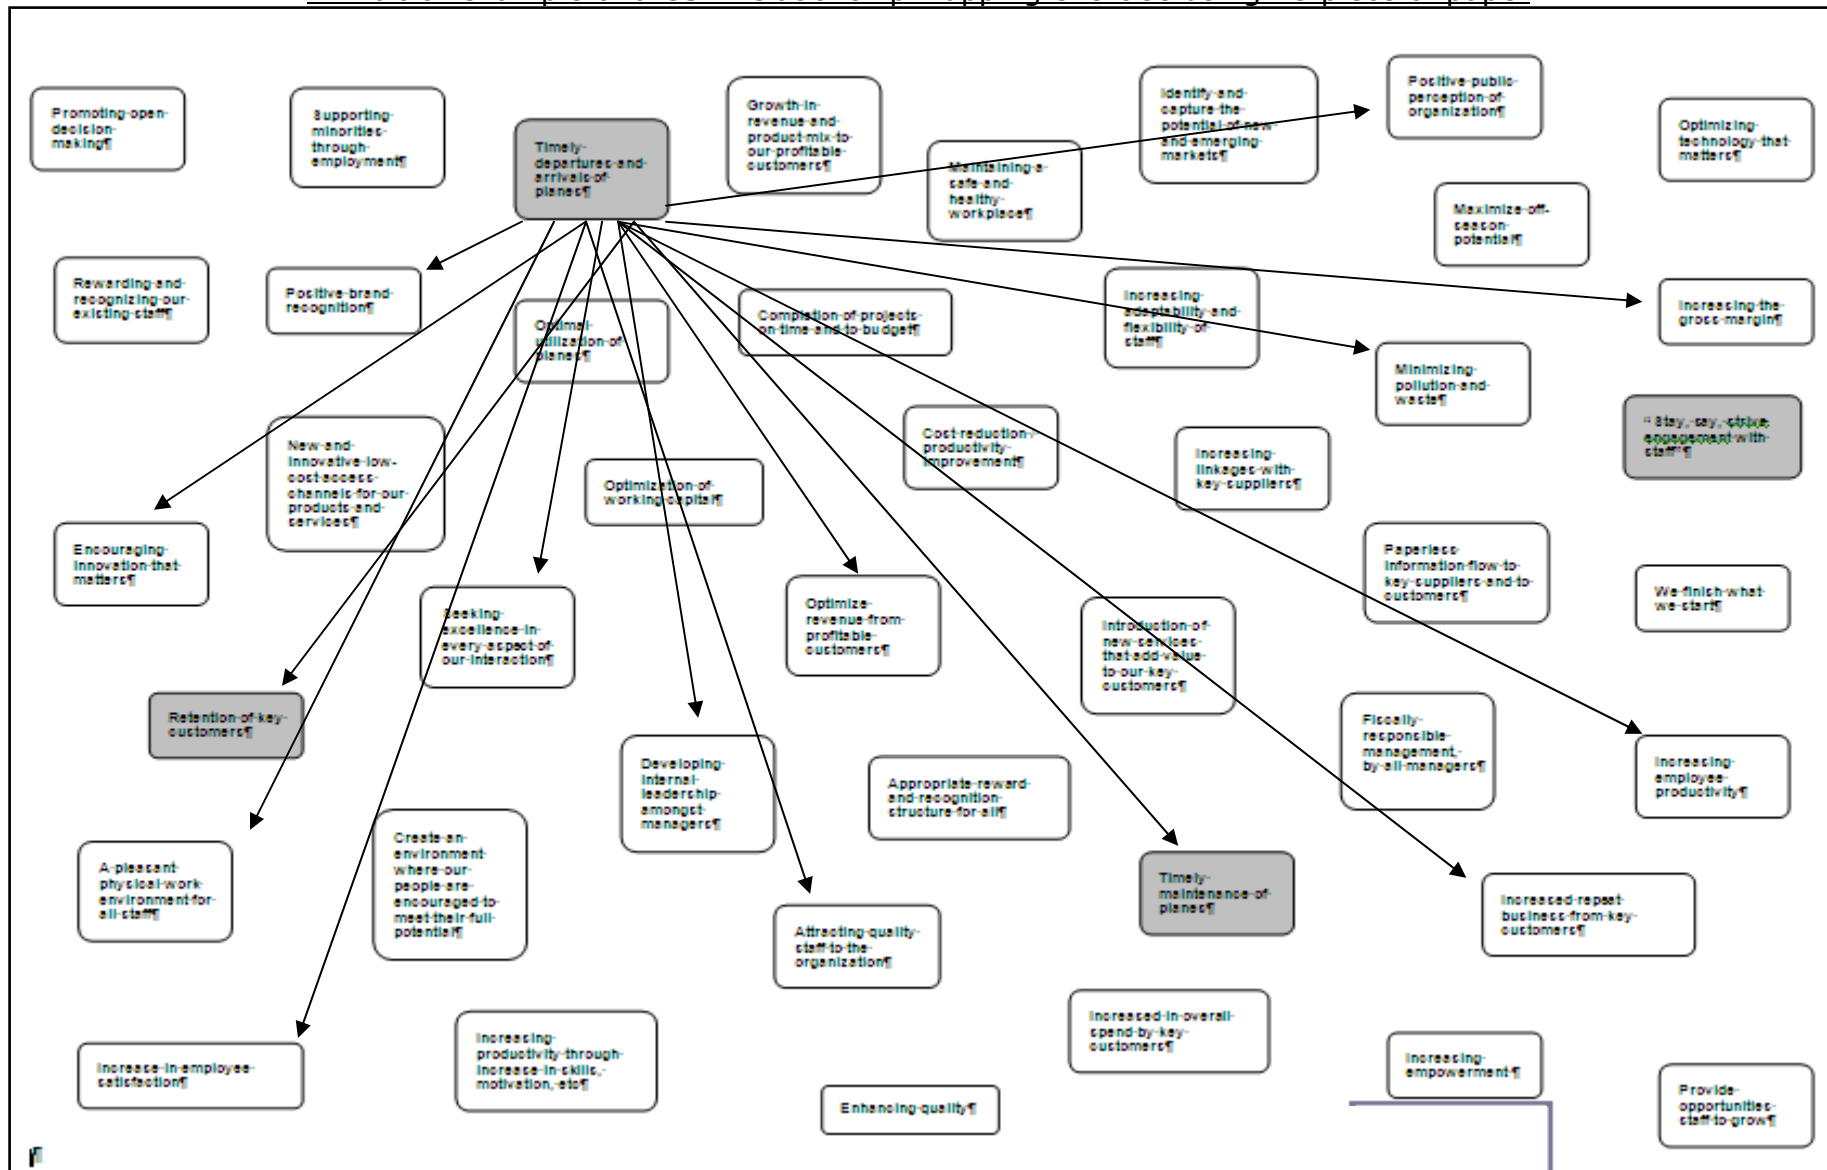 Promoting open
decision
making¶
Supporting
minorities
through
employment¶
Timely
departures and
arrivals of
planes¶
Growth in
revenue and
product mix to
our profitable
customers¶
Maintaining a
safe and
healthy
workplace¶
Identify and
capture the
potential of new
and emerging
markets¶
Positive public
perception of
organization¶
Optimizing
technology that
matters¶
Maximize off-
season
potential¶
Rewarding and
recognizing our
existing staff¶
Positive brand
recognition¶
Optimal
utilization of
planes¶
Completion of projects
on time and to budget¶
Increasing
adaptability and
flexibility of
staff¶
Increasing the
gross margin¶
Minimizing
pollution and
waste¶
"Stay, say, strive
engagement with
staff"¶
New and
innovative low-
cost access
channels for our
products and
services¶
Optimization of
working capital¶
Cost reduction /
productivity
improvement¶
Increasing
linkages with
key suppliers¶
Encouraging
innovation that
matters¶
Seeking
excellence in
every aspect of
our interaction¶
Optimize
revenue from
profitable
customers¶
Introduction of
new services
that add value
to our key
customers¶
Paperless
information flow to
key suppliers and to
customers¶
We finish what
we start¶
Retention of key
customers¶
Developing
internal
leadership
amongst
managers¶
Appropriate reward
and recognition
structure for all¶
Fiscally
responsible
management,
by all managers¶
Increasing
employee
productivity¶
A pleasant
physical work
environment for
all staff¶
Create an
environment
where our
people are
encouraged to
meet their full
potential¶
Attracting quality
staff to the
organization¶
Timely
maintenance of
planes¶
Increased repeat
business from key
customers¶
Increase in employee
satisfaction¶
Increasing
productivity through
increase in skills,
motivation, etc¶
Enhancing quality¶
Increased in overall
spend by key
customers¶
Increasing
empowerment ¶
Provide
opportunities
staff to grow¶
¶